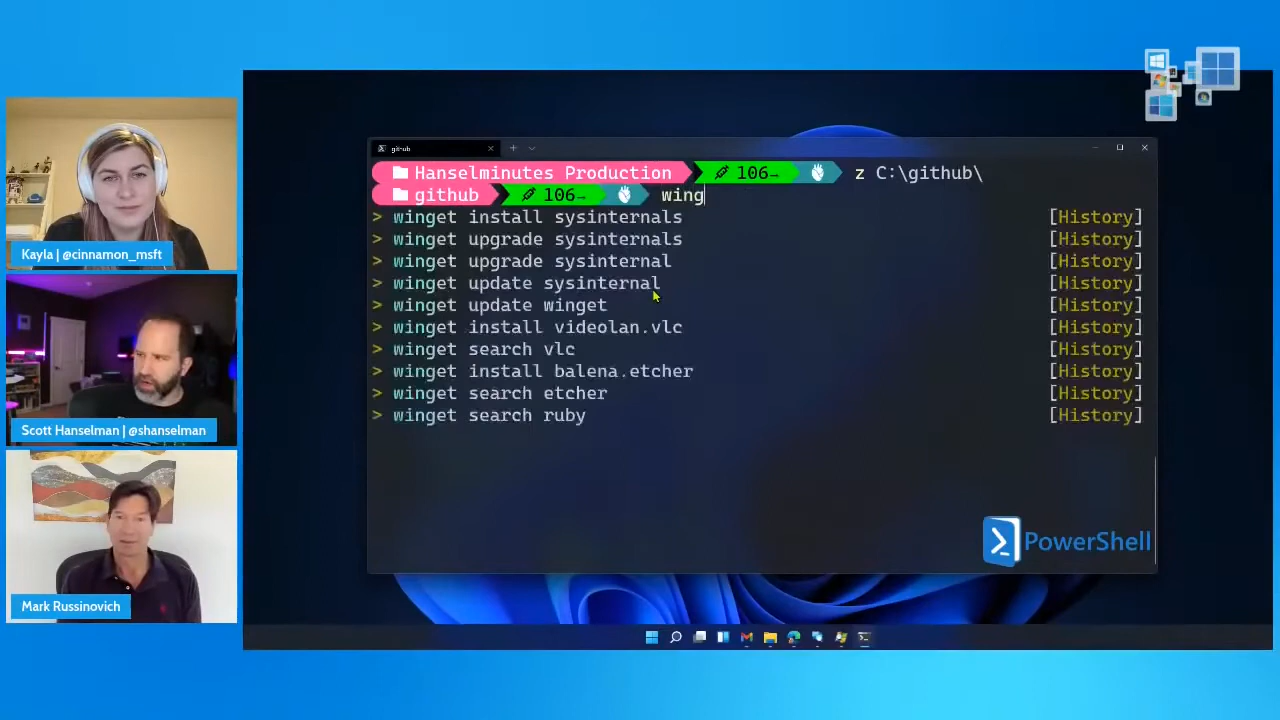 Kayla | @cinnamon_msft
Scott Hanselman | @shanselman
Mark Russinovich
github
Hanselminutes Production 106 z C:\github\
github 106 wing
> winget install sysinternals [History]
> winget upgrade sysinternals [History]
> winget upgrade sysinternal [History]
> winget update sysinternal [History]
> winget update winget [History]
> winget install videolan.vlc [History]
> winget search vlc [History]
> winget install balena.etcher [History]
> winget search etcher [History]
> winget search ruby [History]
PowerShell